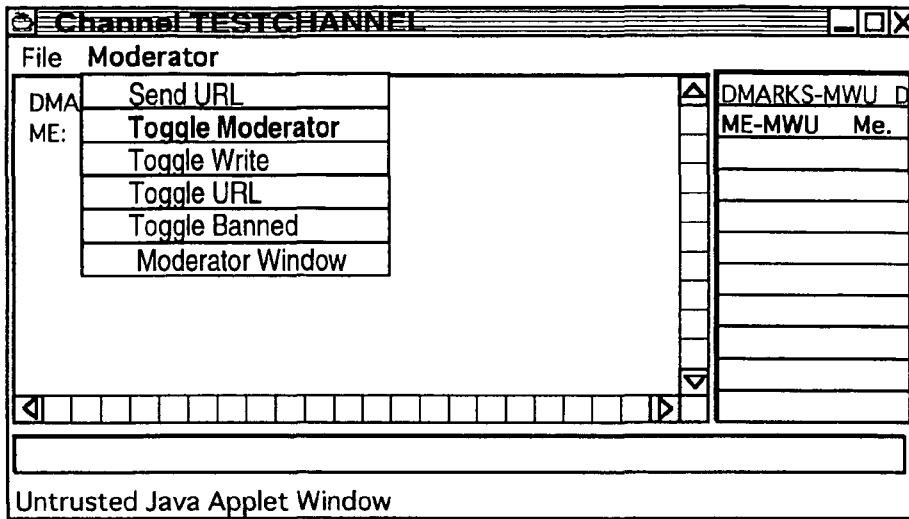 Channel TESTCHANNEL
File Moderator
Send URL
Toggle Moderator
Toggle Write
Toggle URL
Toggle Banned
Moderator Window
DMA
ME:
DMARKS-MWU D
ME-MWU Me.
Untrusted Java Applet Window